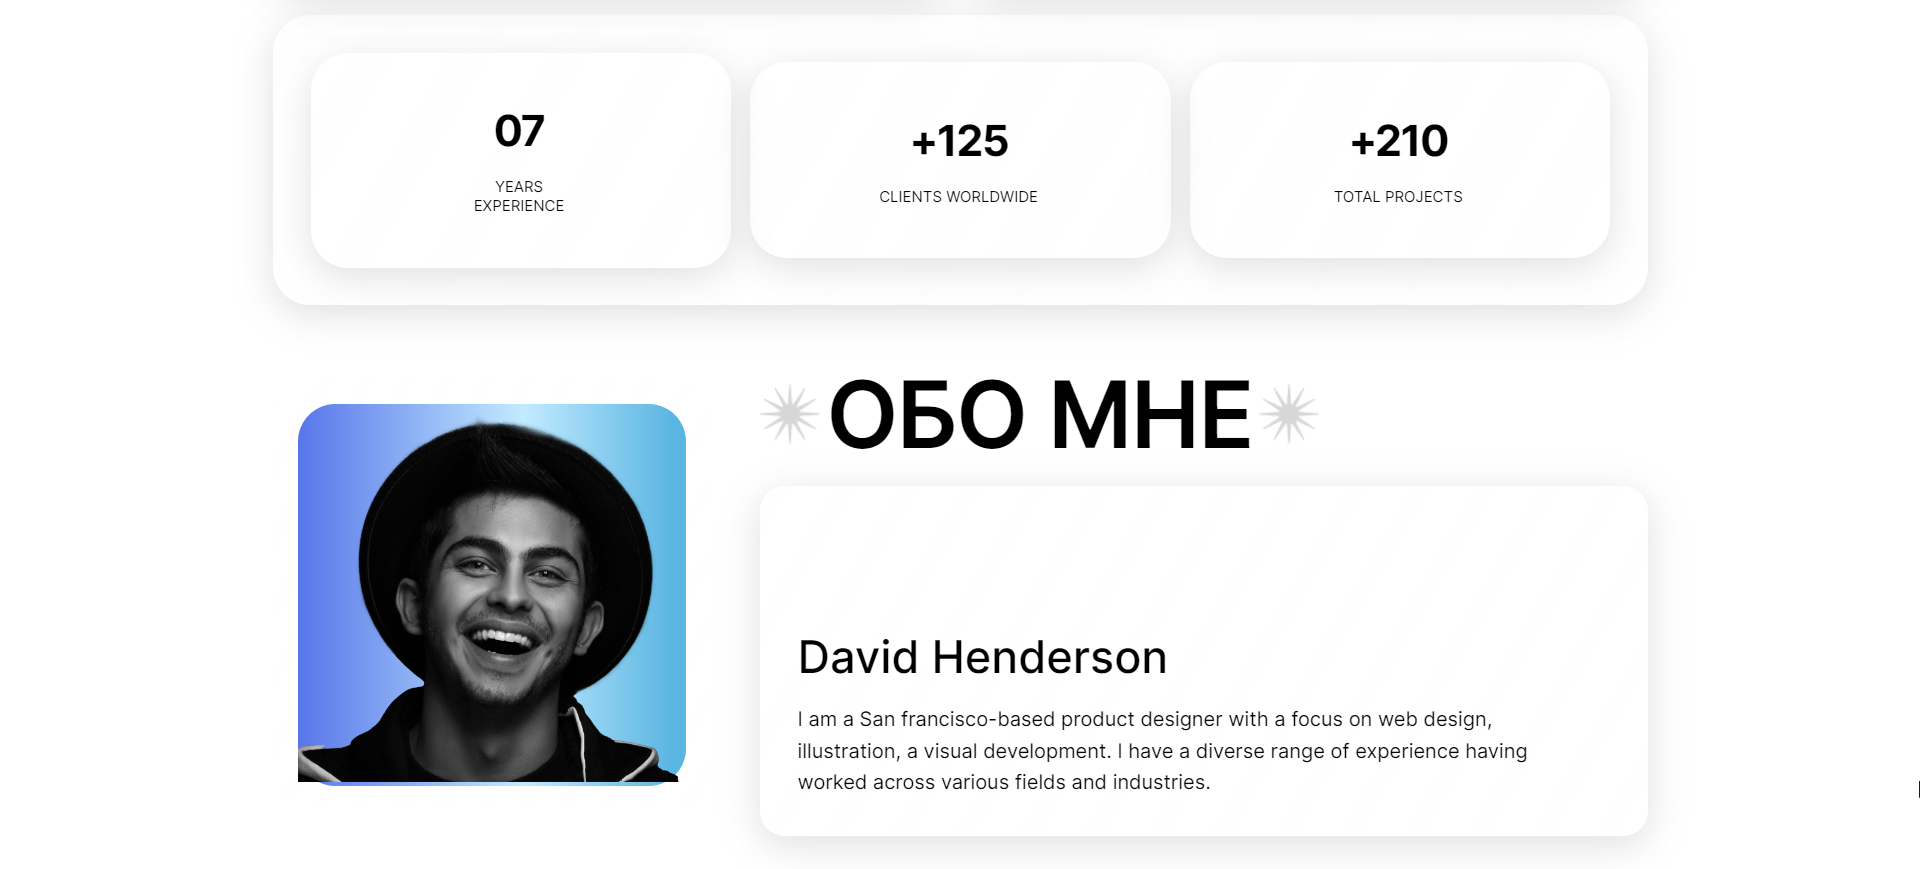 07
YEARS
EXPERIENCE
+125
CLIENTS WORLDWIDE
+210
TOTAL PROJECTS
ОБО МНЕ
David Henderson
I am a San francisco-based product designer with a focus on web design,
illustration, a visual development. I have a diverse range of experience having
worked across various fields and industries.